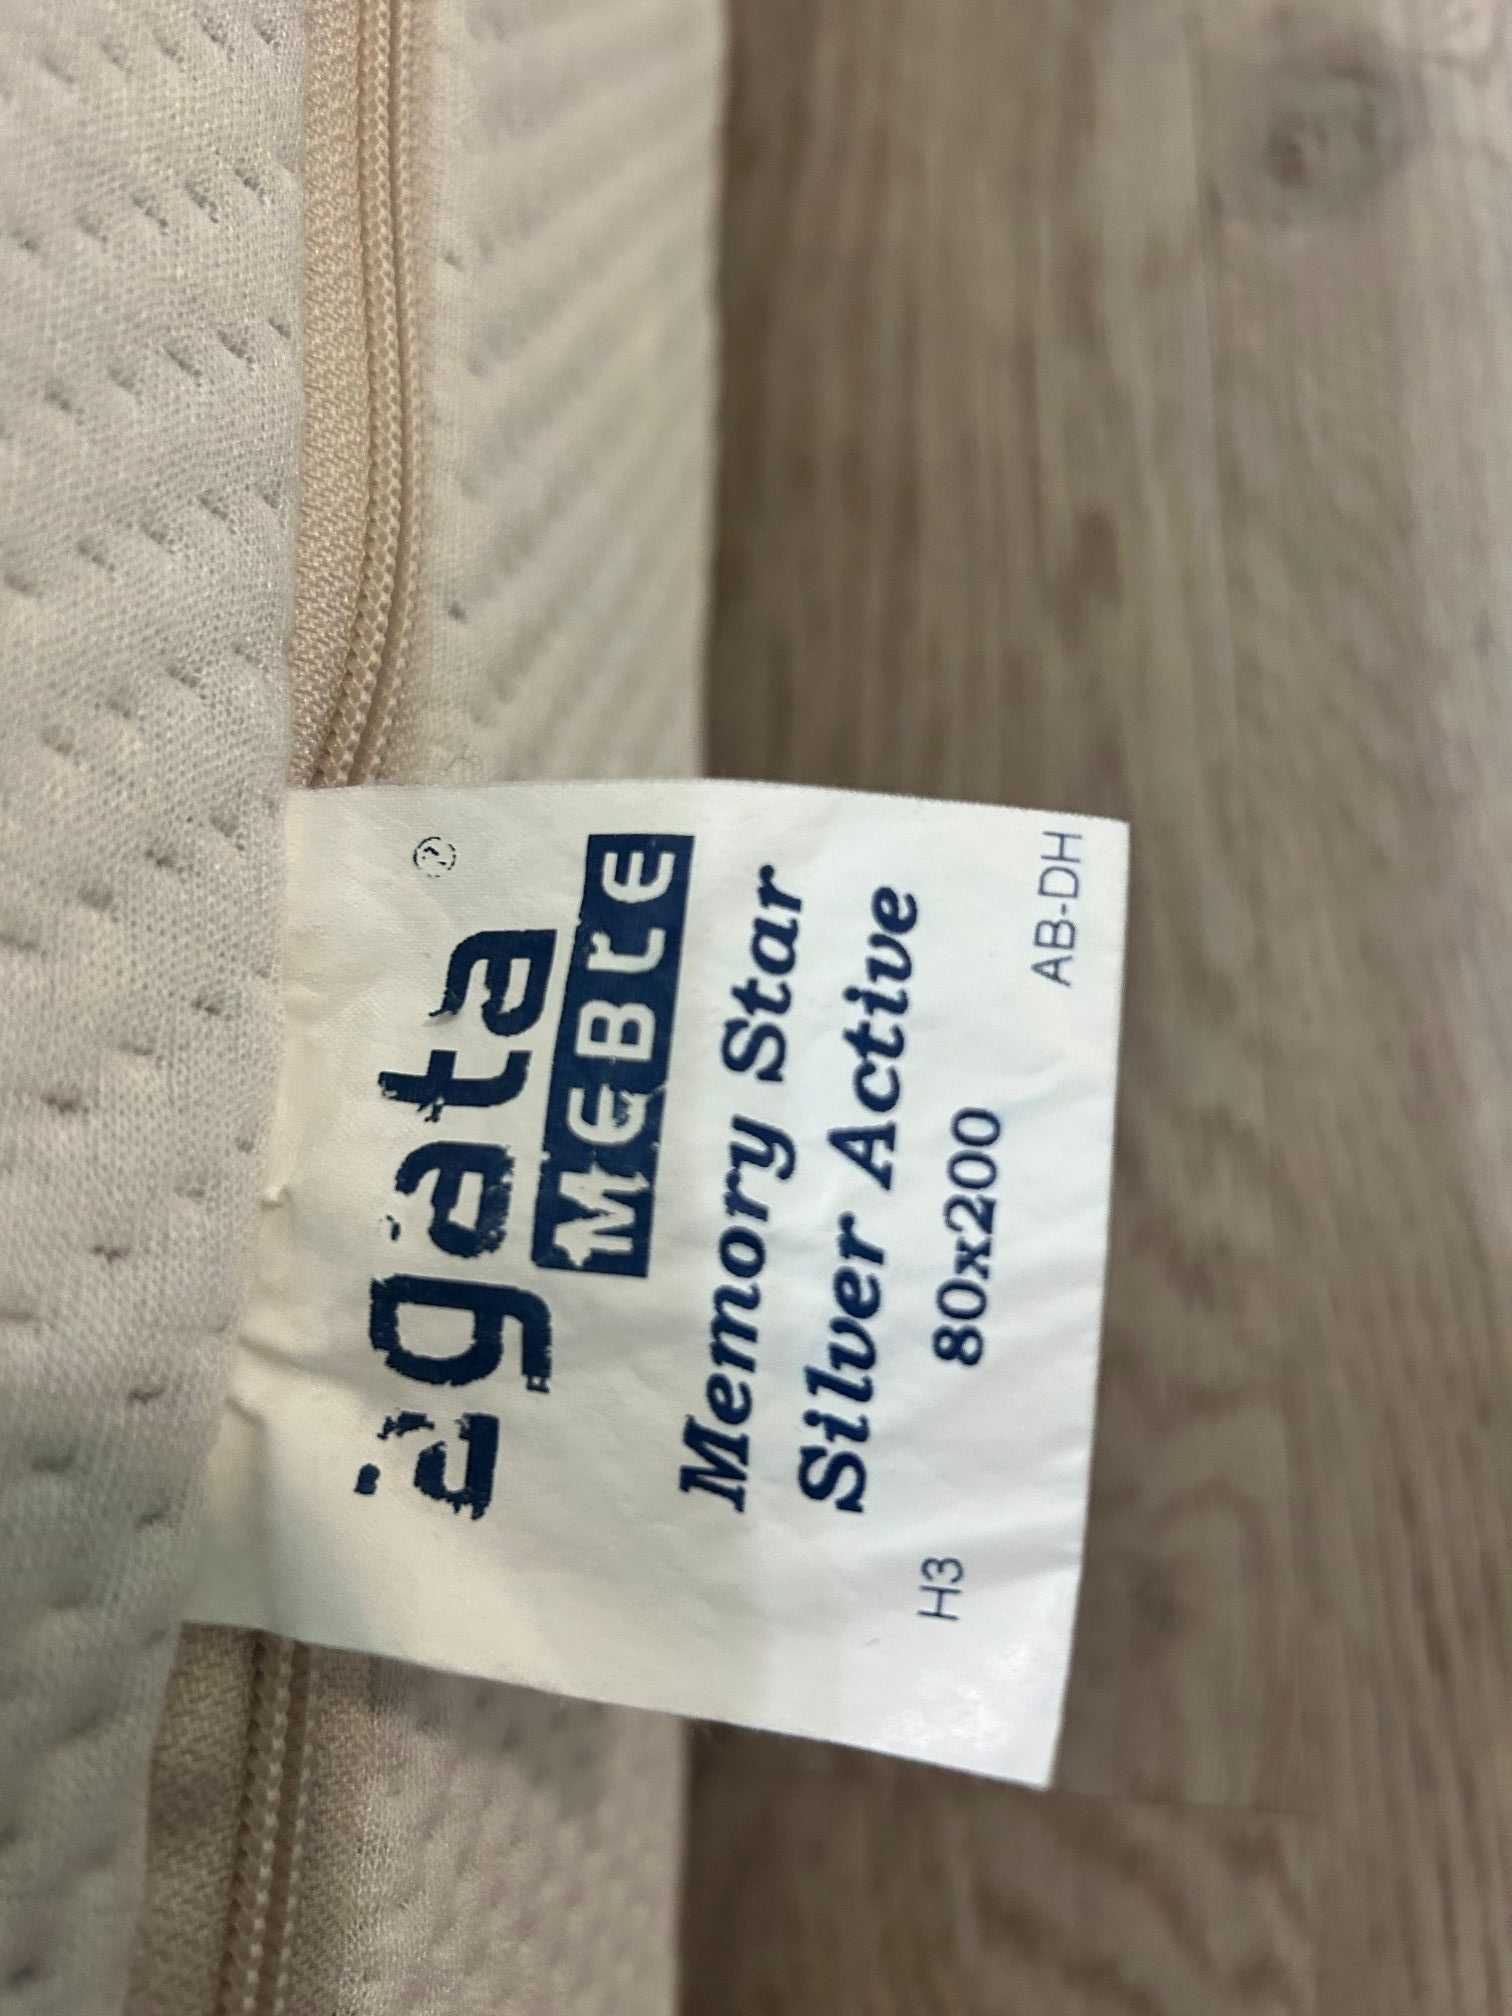 agata
MEBLE
Memory Star
Silver Active
H3
80x200
AB-DH